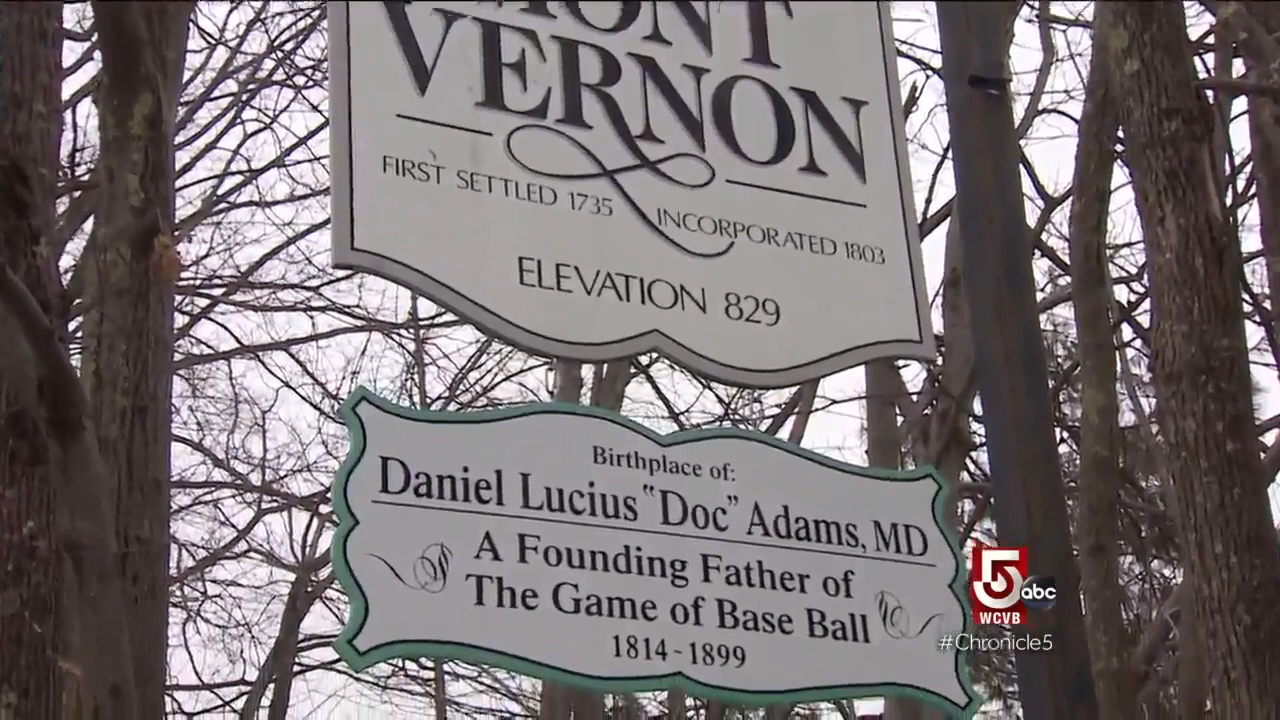 MONT
VERNON
FIRST SETTLED 1735
INCORPORATED 1803
ELEVATION 829
Birthplace of:
Daniel Lucius "Doc" Adams, MD
A Founding Father of
The Game of Base Ball
1814-1899
5
abc
WCVB
#Chronicle5